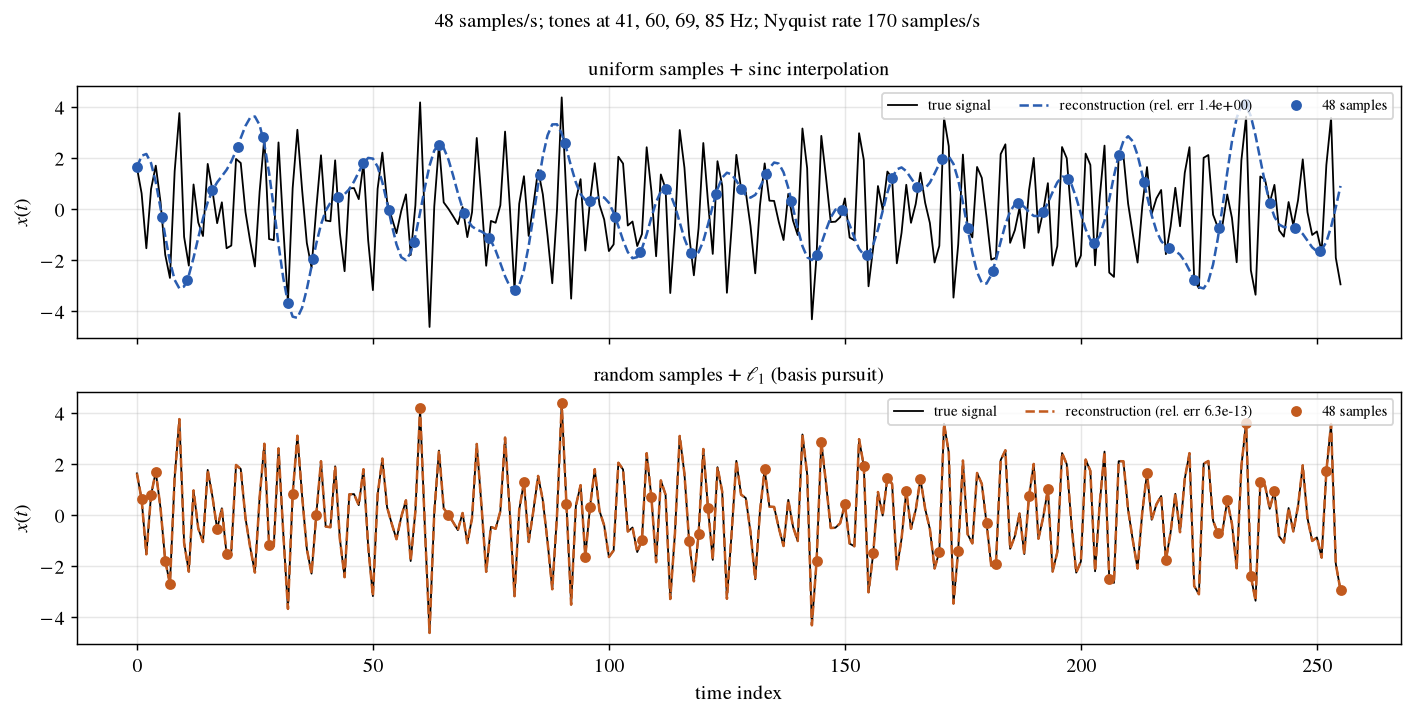 48 samples/s; tones at 41, 60, 69, 85 Hz; Nyquist rate 170 samples/s
uniform samples + sinc interpolation
true signal
reconstruction (rel. err 1.4e+00)
48 samples
4
2
0
−2
−4
x(t)
random samples + ℓ₁ (basis pursuit)
true signal
reconstruction (rel. err 6.3e-13)
48 samples
4
2
0
−2
−4
x(t)
0 50 100 150 200 250
time index